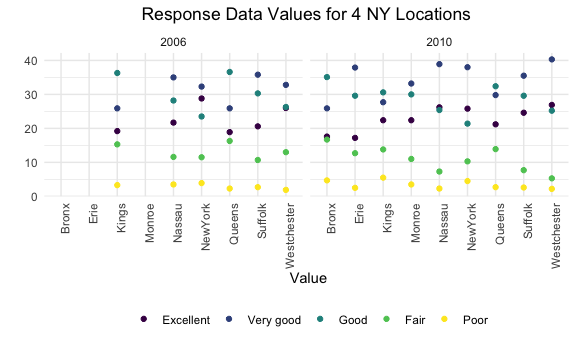 Response Data Values for 4 NY Locations
2006
2010
40
30
20
10
0
Bronx
Erie
Kings
Monroe
Nassau
NewYork
Queens
Suffolk
Westchester
Bronx
Erie
Kings
Monroe
Nassau
NewYork
Queens
Suffolk
Westchester
Value
Excellent Very good Good Fair Poor